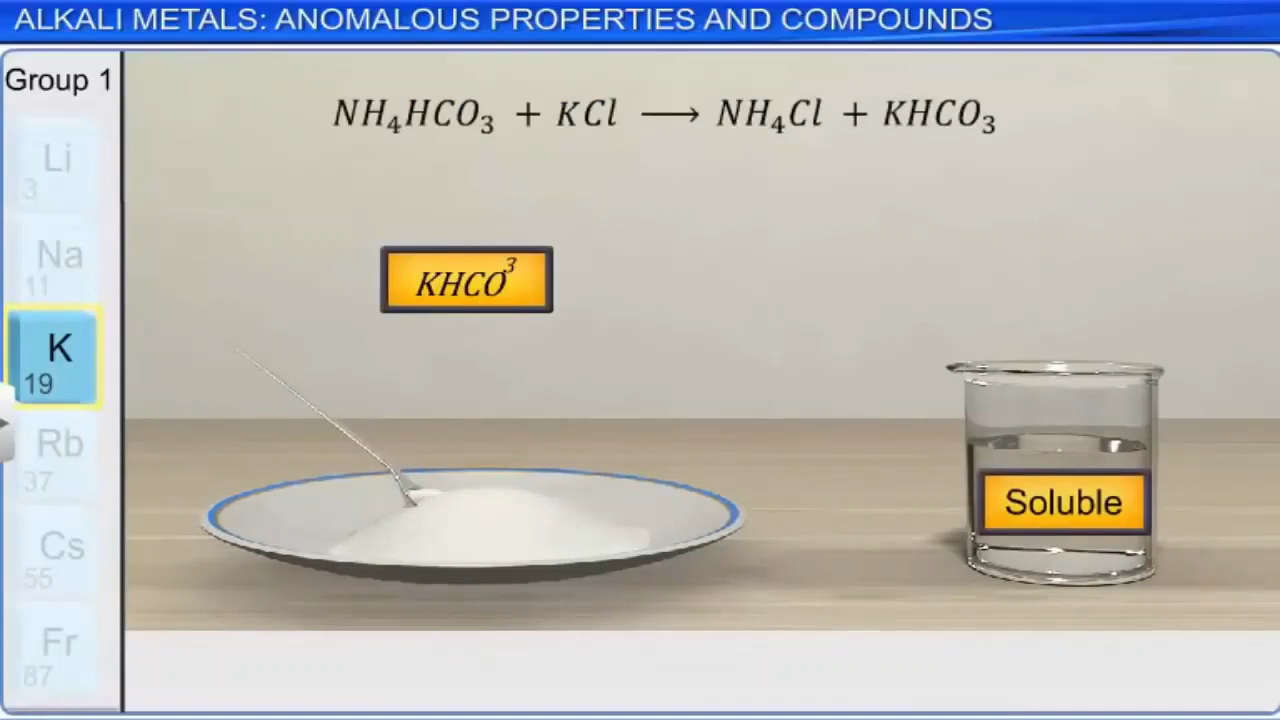 ALKALI METALS: ANOMALOUS PROPERTIES AND COMPOUNDS
Group 1
Li
3
Na
11
K
19
Rb
37
Cs
55
Fr
87
NH₄HCO₃ + KCl ⟶ NH₄Cl + KHCO₃
KHCO³
Soluble